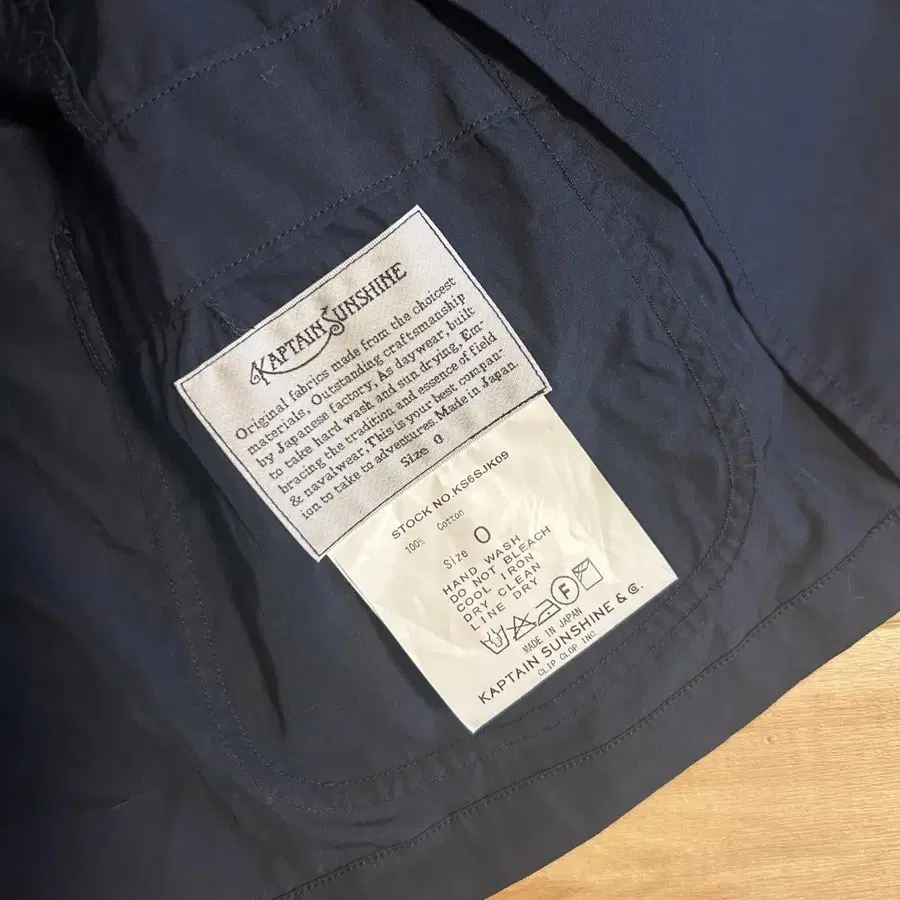 KAPTAIN SUNSHINE
Original fabrics made from the choicest
materials. Outstanding craftsmanship
by Japanese factory. As daywear, built
to take hard wash and sun drying, Em-
bracing the tradition and essence of field
& navalwear. This is your best compan-
ion to take to adventures. Made in Japan.
Size 0
STOCK NO.KS6SJK09
100% Cotton
Size 0
HAND WASH
DO NOT BLEACH
COOL IRON
DRY CLEAN
LINE DRY
F
MADE IN JAPAN
KAPTAIN SUNSHINE & Co.
CLIP CLOP INC.